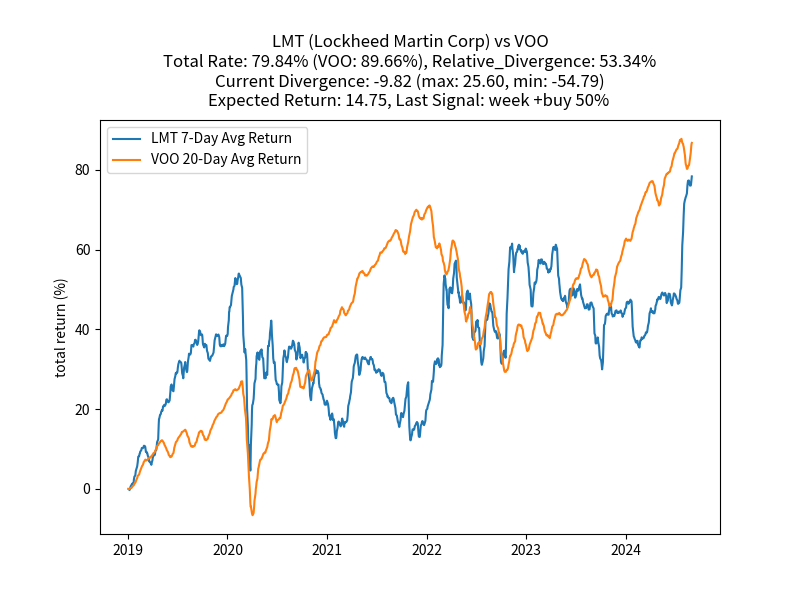 LMT (Lockheed Martin Corp) vs VOO
Total Rate: 79.84% (VOO: 89.66%), Relative_Divergence: 53.34%
Current Divergence: -9.82 (max: 25.60, min: -54.79)
Expected Return: 14.75, Last Signal: week +buy 50%
LMT 7-Day Avg Return
VOO 20-Day Avg Return
total return (%)
80
60
40
20
0
2019 2020 2021 2022 2023 2024